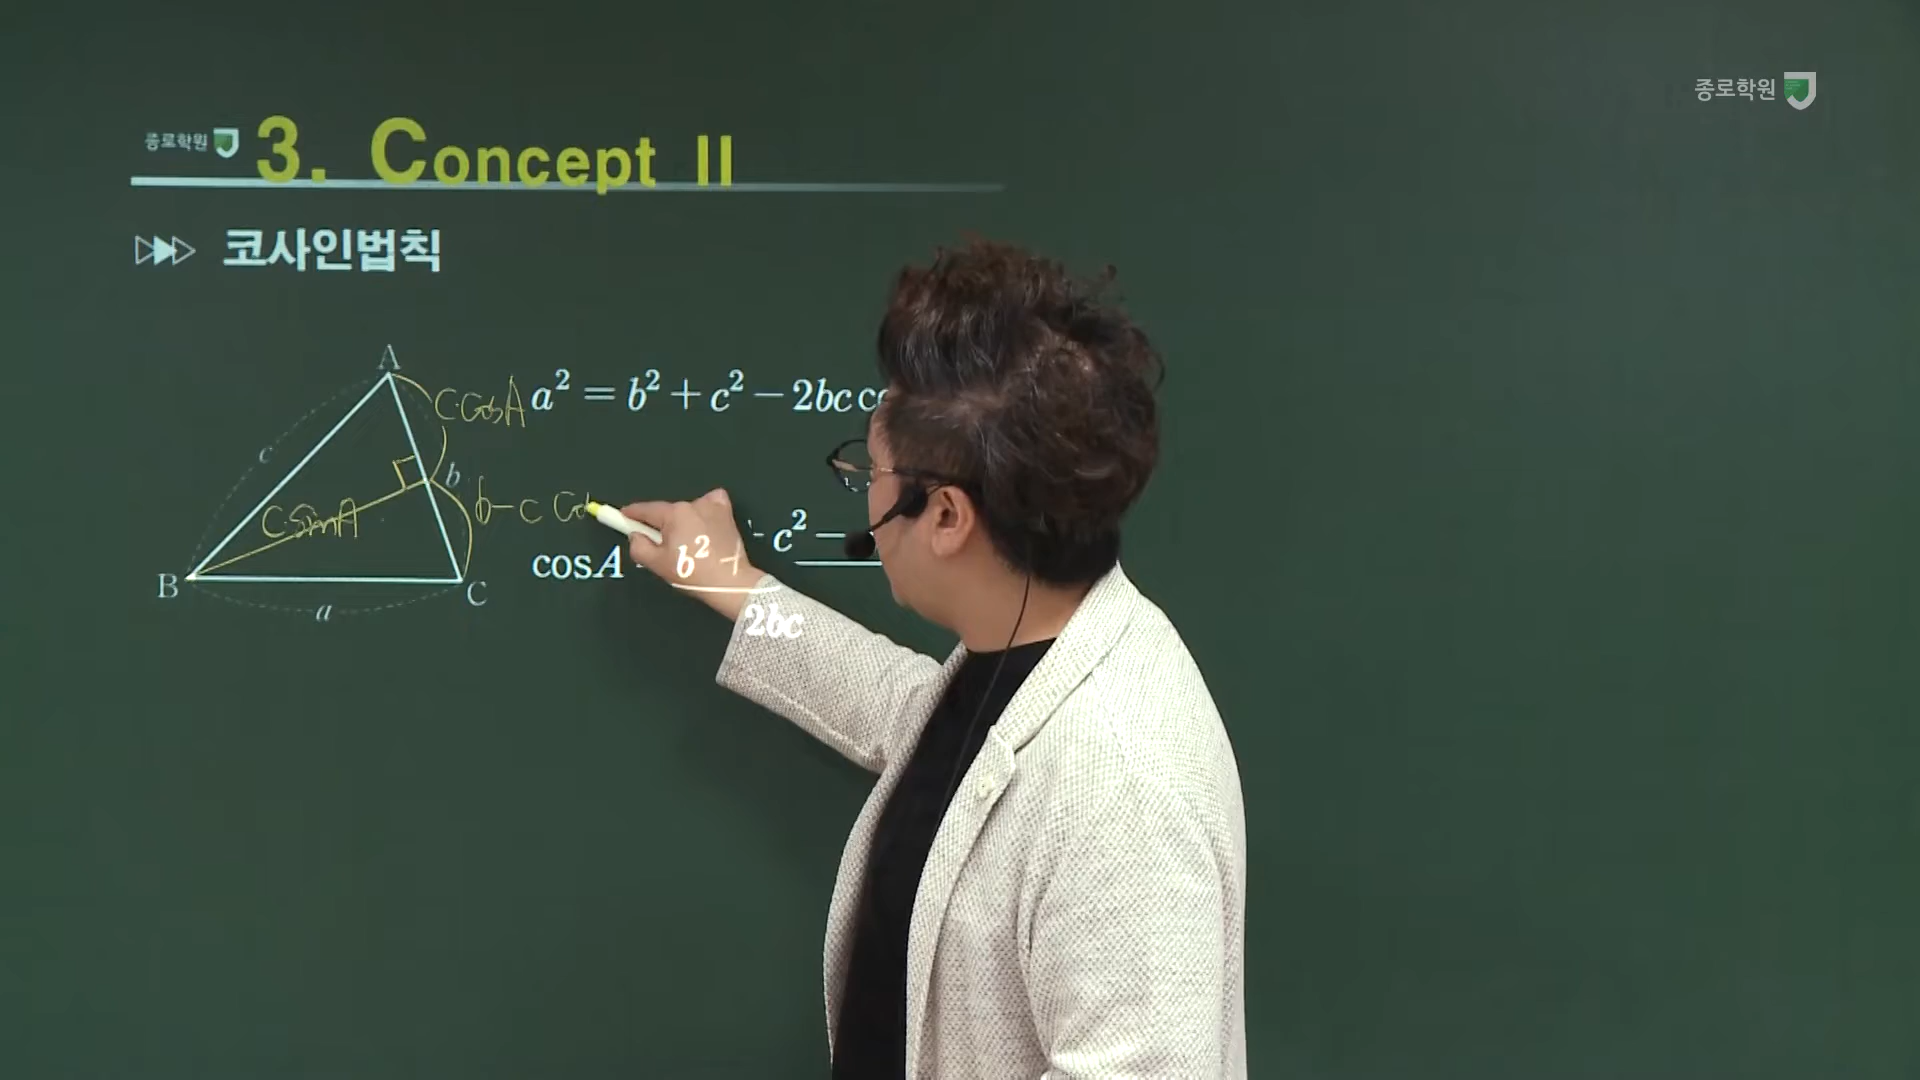 종로학원
종로학원 3. Concept II
코사인법칙
A
c·cosA a² = b² + c² − 2bc
c
b
b−c
c·sinA
cosA
b² + c² −
2bc
B
C
a